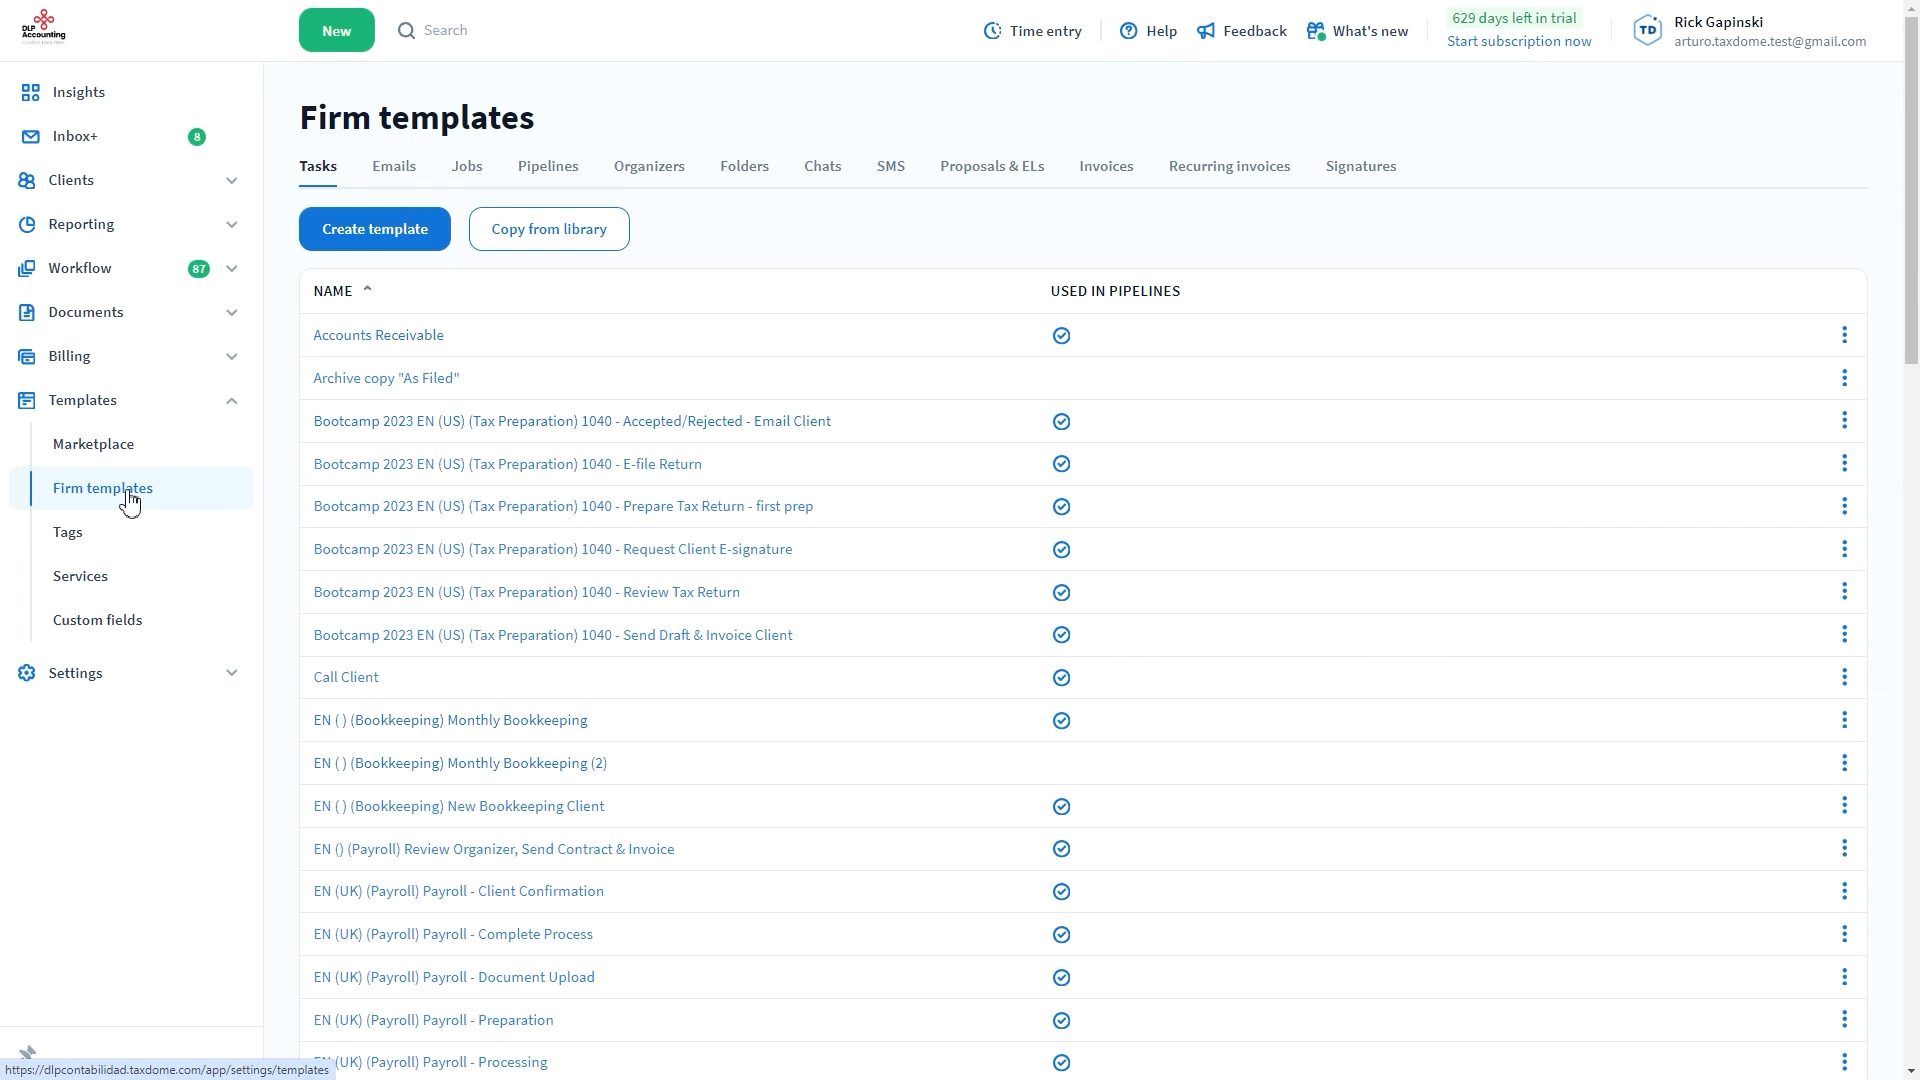 DLP
Accounting
New
Search
Time entry
Help
Feedback
What's new
629 days left in trial
Start subscription now
TD
Rick Gapinski
arturo.taxdome.test@gmail.com
Insights
Inbox+
8
Clients
Reporting
Workflow
87
Documents
Billing
Templates
Marketplace
Firm templates
Tags
Services
Custom fields
Settings
Firm templates
Tasks
Emails
Jobs
Pipelines
Organizers
Folders
Chats
SMS
Proposals & ELs
Invoices
Recurring invoices
Signatures
Create template
Copy from library
NAME
USED IN PIPELINES
Accounts Receivable
Archive copy "As Filed"
Bootcamp 2023 EN (US) (Tax Preparation) 1040 - Accepted/Rejected - Email Client
Bootcamp 2023 EN (US) (Tax Preparation) 1040 - E-file Return
Bootcamp 2023 EN (US) (Tax Preparation) 1040 - Prepare Tax Return - first prep
Bootcamp 2023 EN (US) (Tax Preparation) 1040 - Request Client E-signature
Bootcamp 2023 EN (US) (Tax Preparation) 1040 - Review Tax Return
Bootcamp 2023 EN (US) (Tax Preparation) 1040 - Send Draft & Invoice Client
Call Client
EN ( ) (Bookkeeping) Monthly Bookkeeping
EN ( ) (Bookkeeping) Monthly Bookkeeping (2)
EN ( ) (Bookkeeping) New Bookkeeping Client
EN () (Payroll) Review Organizer, Send Contract & Invoice
EN (UK) (Payroll) Payroll - Client Confirmation
EN (UK) (Payroll) Payroll - Complete Process
EN (UK) (Payroll) Payroll - Document Upload
EN (UK) (Payroll) Payroll - Preparation
(UK) (Payroll) Payroll - Processing
https://dlpcontabilidad.taxdome.com/app/settings/templates